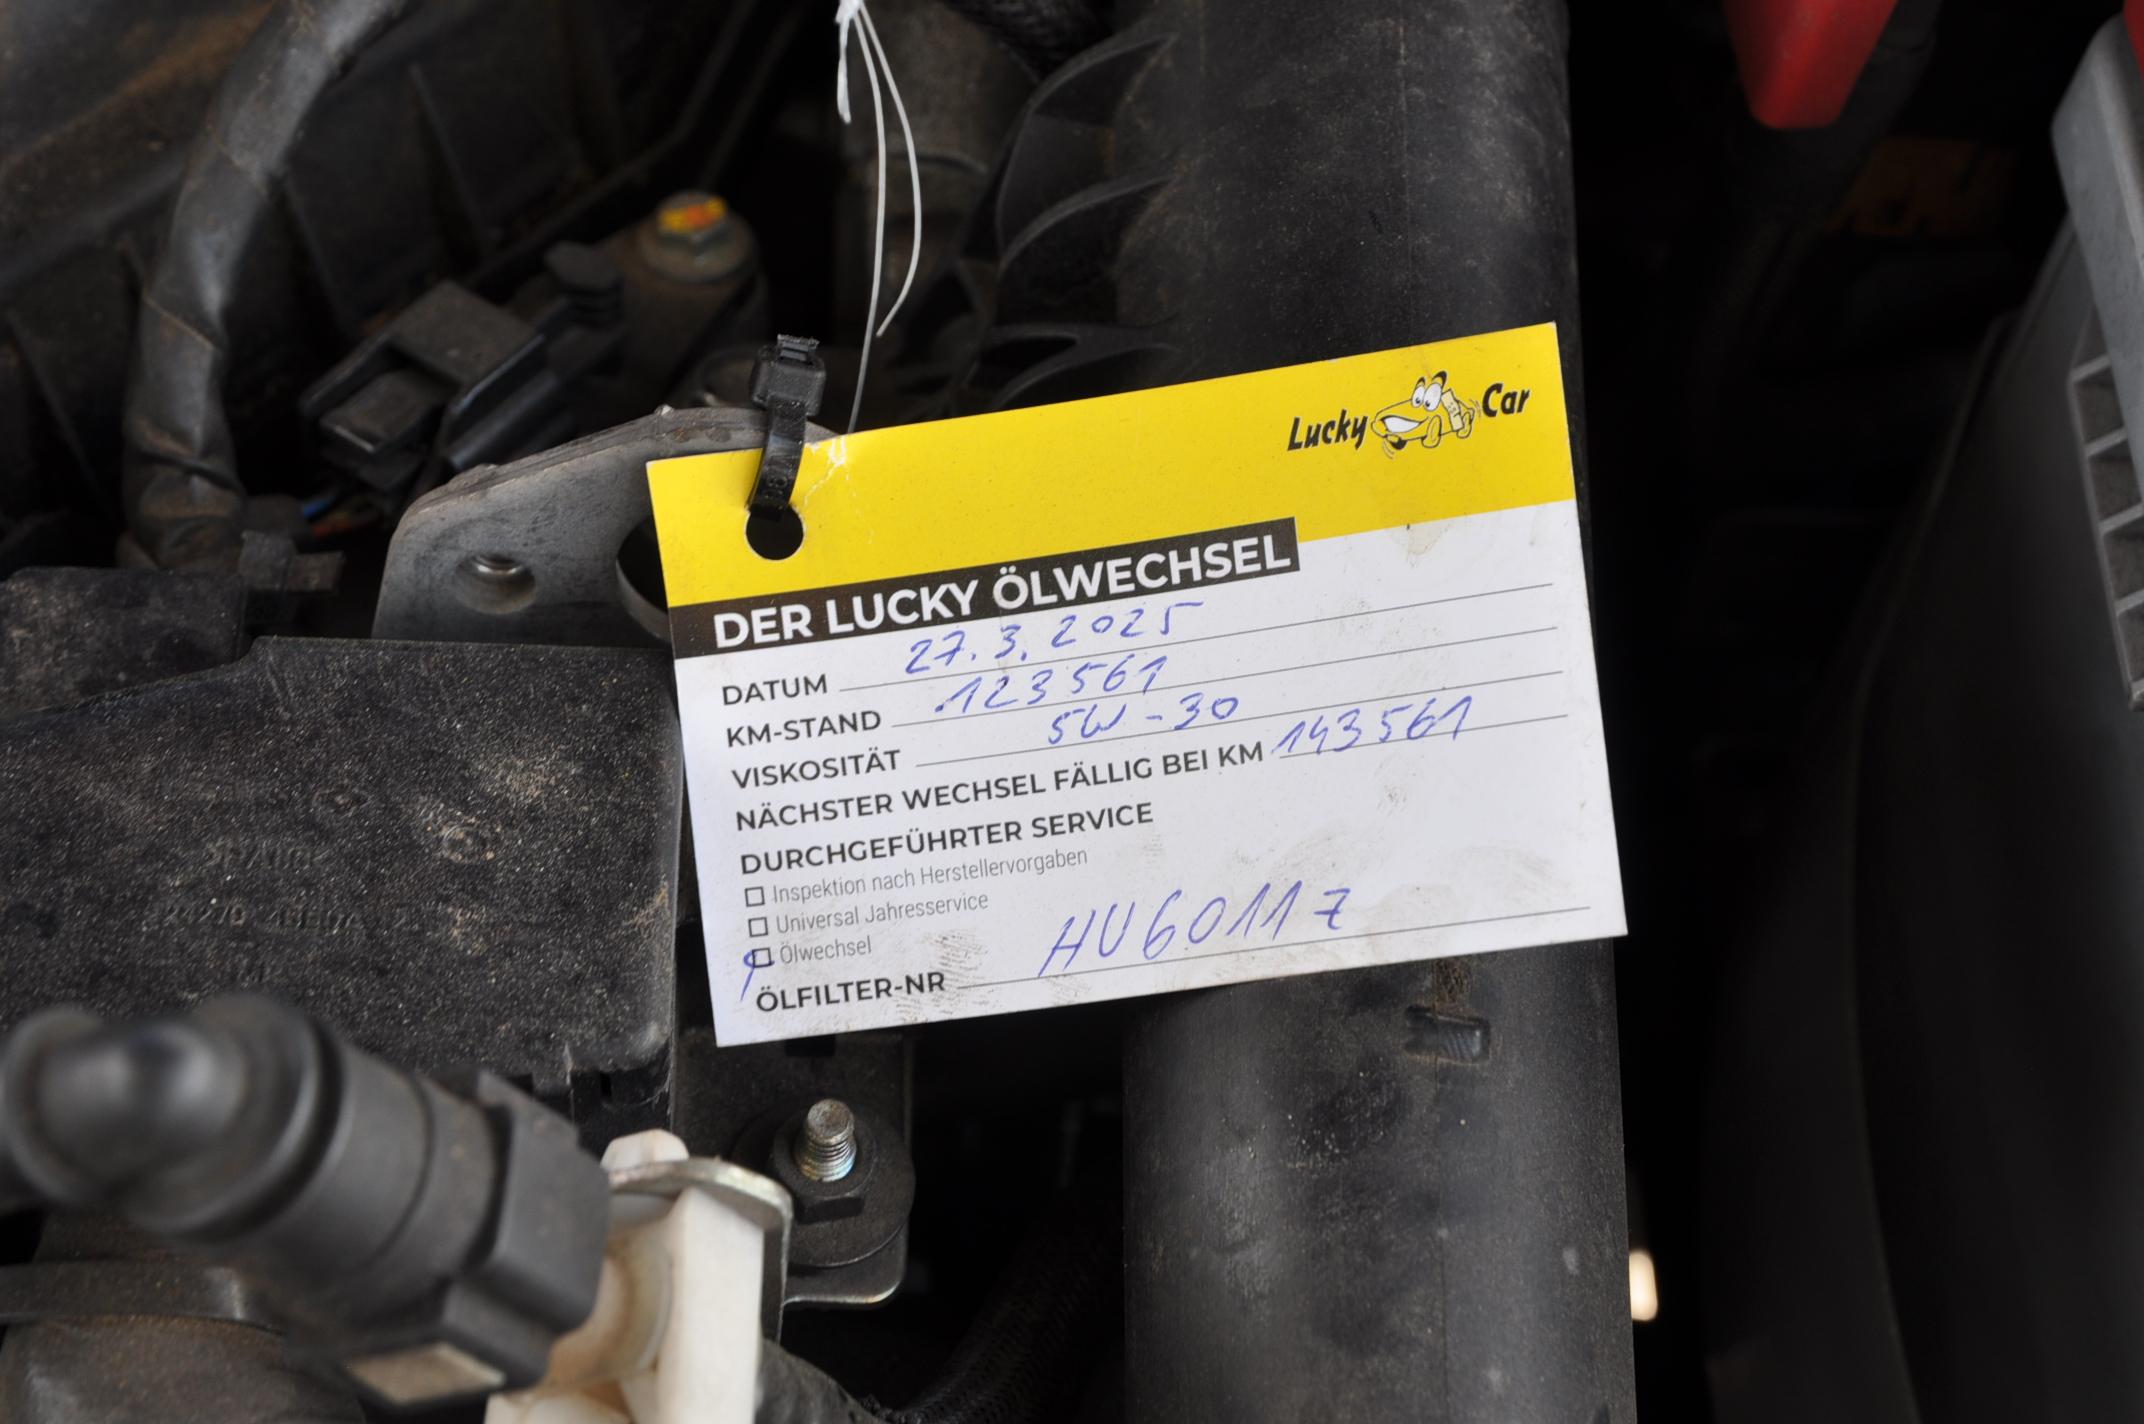 Lucky Car
DER LUCKY ÖLWECHSEL
DATUM 27.3.2025
KM-STAND 123561
VISKOSITÄT 5W-30
NÄCHSTER WECHSEL FÄLLIG BEI KM 143561
DURCHGEFÜHRTER SERVICE
Inspektion nach Herstellervorgaben
Universal Jahresservice
Ölwechsel
ÖLFILTER-NR HU6011z